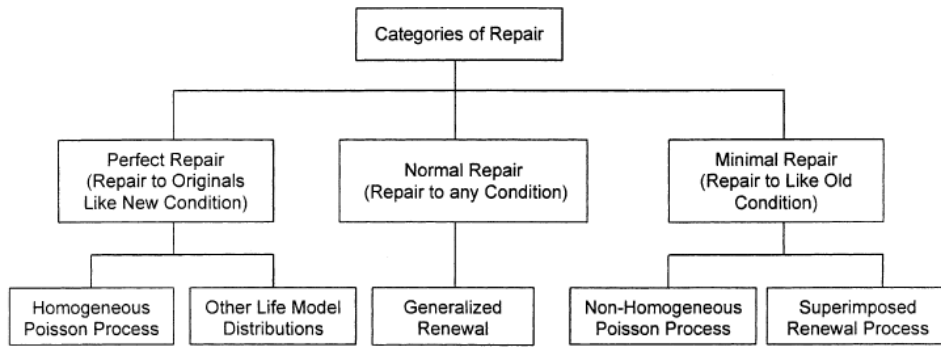 Categories of Repair
Perfect Repair
(Repair to Originals
Like New Condition)
Normal Repair
(Repair to any Condition)
Minimal Repair
(Repair to Like Old
Condition)
Homogeneous
Poisson Process
Other Life Model
Distributions
Generalized
Renewal
Non-Homogeneous
Poisson Process
Superimposed
Renewal Process